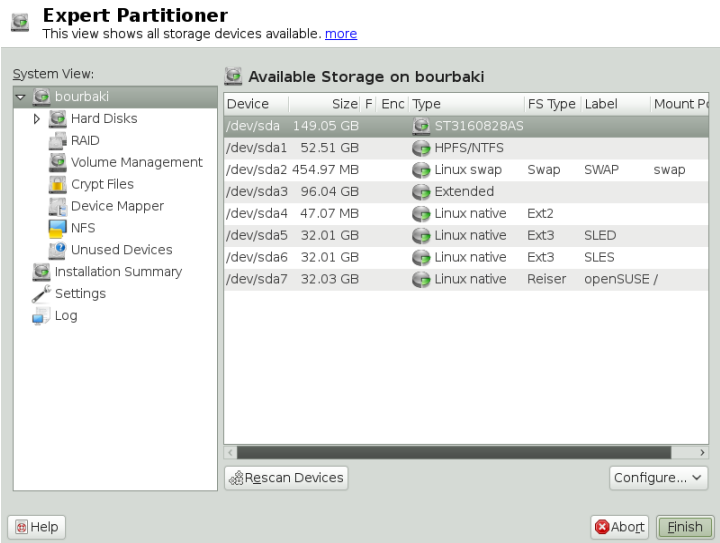 Expert Partitioner
This view shows all storage devices available. more
System View:
bourbaki
Hard Disks
RAID
Volume Management
Crypt Files
Device Mapper
NFS
Unused Devices
Installation Summary
Settings
Log
Available Storage on bourbaki
Device Size F Enc Type FS Type Label Mount Po
/dev/sda 149.05 GB ST3160828AS
/dev/sda1 52.51 GB HPFS/NTFS
/dev/sda2 454.97 MB Linux swap Swap SWAP swap
/dev/sda3 96.04 GB Extended
/dev/sda4 47.07 MB Linux native Ext2
/dev/sda5 32.01 GB Linux native Ext3 SLED
/dev/sda6 32.01 GB Linux native Ext3 SLES
/dev/sda7 32.03 GB Linux native Reiser openSUSE /
Rescan Devices Configure...
Help Abort Finish